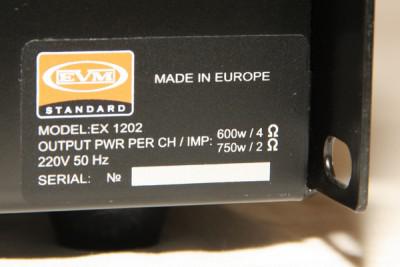 EVM
STANDARD
MADE IN EUROPE
MODEL:EX 1202
OUTPUT PWR PER CH / IMP: 600w / 4 Ω
750w / 2 Ω
220V 50 Hz
SERIAL: №